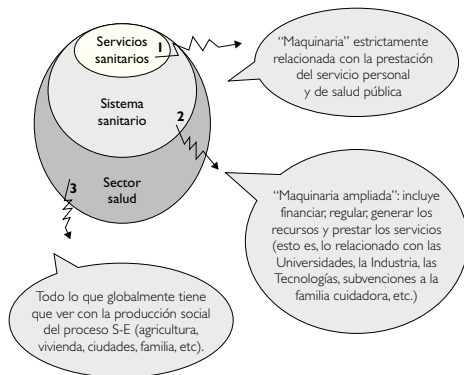 Servicios
sanitarios
1
Sistema
sanitario
2
3
Sector
salud
“Maquinaria” estrictamente
relacionada con la prestación
del servicio personal
y de salud pública
“Maquinaria ampliada”: incluye
financiar, regular, generar los
recursos y prestar los servicios
(esto es, lo relacionado con las
Universidades, la Industria, las
Tecnologías, subvenciones a la
familia cuidadora, etc.)
Todo lo que globalmente tiene
que ver con la producción social
del proceso S-E (agricultura,
vivienda, ciudades, familia, etc).